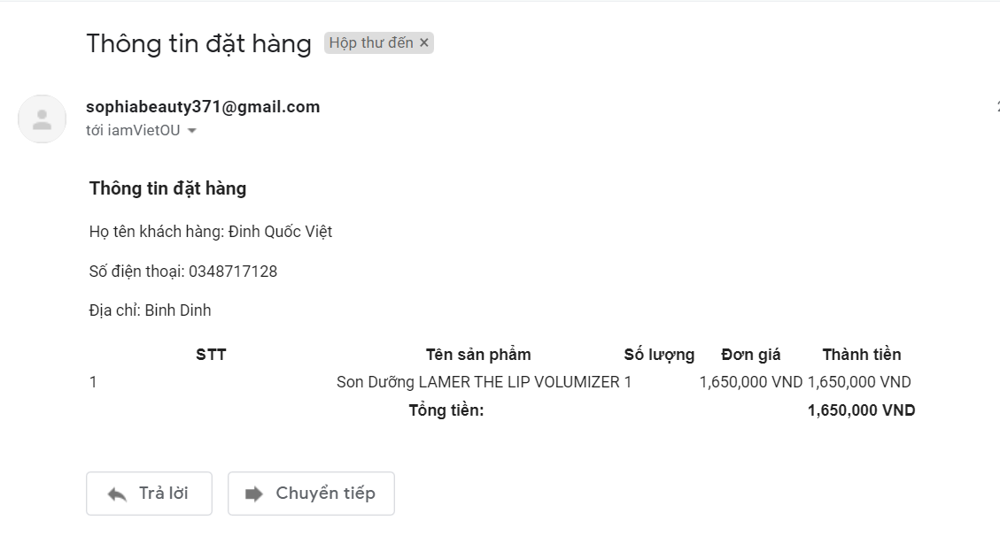 Thông tin đặt hàng Hộp thư đến ×
sophiabeauty371@gmail.com
tới iamVietOU
Thông tin đặt hàng
Họ tên khách hàng: Đinh Quốc Việt
Số điện thoại: 0348717128
Địa chỉ: Binh Dinh
STT Tên sản phẩm Số lượng Đơn giá Thành tiền
1 Son Dưỡng LAMER THE LIP VOLUMIZER 1 1,650,000 VND 1,650,000 VND
Tổng tiền: 1,650,000 VND
Trả lời Chuyển tiếp